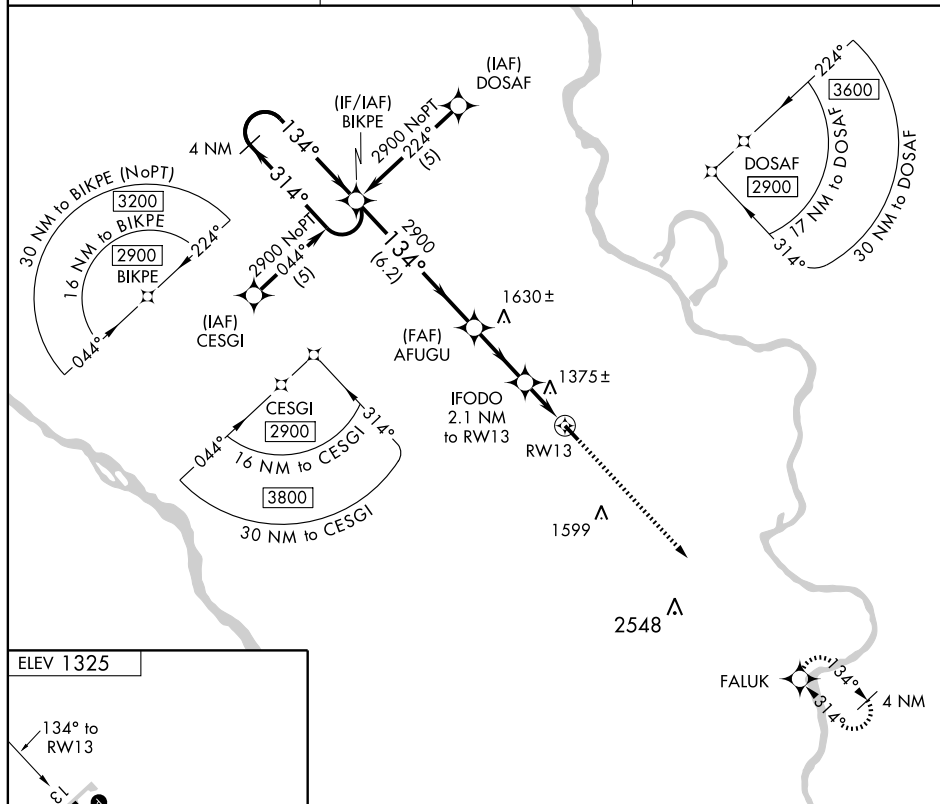 (IAF)
DOSAF
(IF/IAF)
BIKPE
134°
4 NM
314°
2900 NoPT
224°
(5)
2900 NoPT
044°
(5)
(IAF)
CESGI
30 NM to BIKPE (NoPT)
3200
16 NM to BIKPE
2900
BIKPE
224°
044°
224°
3600
DOSAF
2900
17 NM to DOSAF
30 NM to DOSAF
314°
2900
134°
(6.2)
1630±
(FAF)
AFUGU
1375±
IFODO
2.1 NM
to RW13
RW13
CESGI
2900
044°
314°
16 NM to CESGI
3800
30 NM to CESGI
1599
2548
FALUK
134°
314°
4 NM
ELEV 1325
134° to
RW13
13